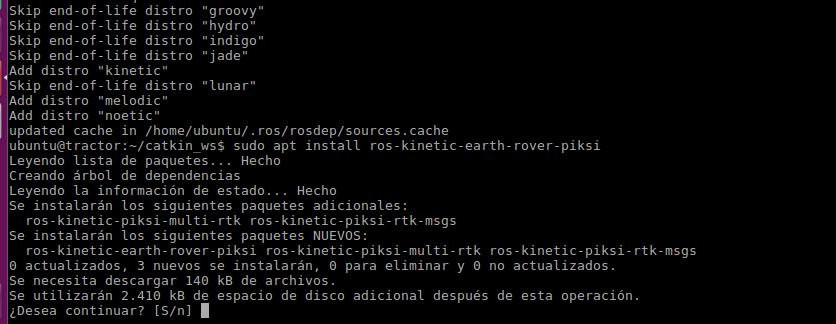 Skip end-of-life distro "groovy"
Skip end-of-life distro "hydro"
Skip end-of-life distro "indigo"
Skip end-of-life distro "jade"
Add distro "kinetic"
Skip end-of-life distro "lunar"
Add distro "melodic"
Add distro "noetic"
updated cache in /home/ubuntu/.ros/rosdep/sources.cache
ubuntu@tractor:~/catkin_ws$ sudo apt install ros-kinetic-earth-rover-piksi
Leyendo lista de paquetes... Hecho
Creando árbol de dependencias
Leyendo la información de estado... Hecho
Se instalarán los siguientes paquetes adicionales:
  ros-kinetic-piksi-multi-rtk ros-kinetic-piksi-rtk-msgs
Se instalarán los siguientes paquetes NUEVOS:
  ros-kinetic-earth-rover-piksi ros-kinetic-piksi-multi-rtk ros-kinetic-piksi-rtk-msgs
0 actualizados, 3 nuevos se instalarán, 0 para eliminar y 0 no actualizados.
Se necesita descargar 140 kB de archivos.
Se utilizarán 2.410 kB de espacio de disco adicional después de esta operación.
¿Desea continuar? [S/n]